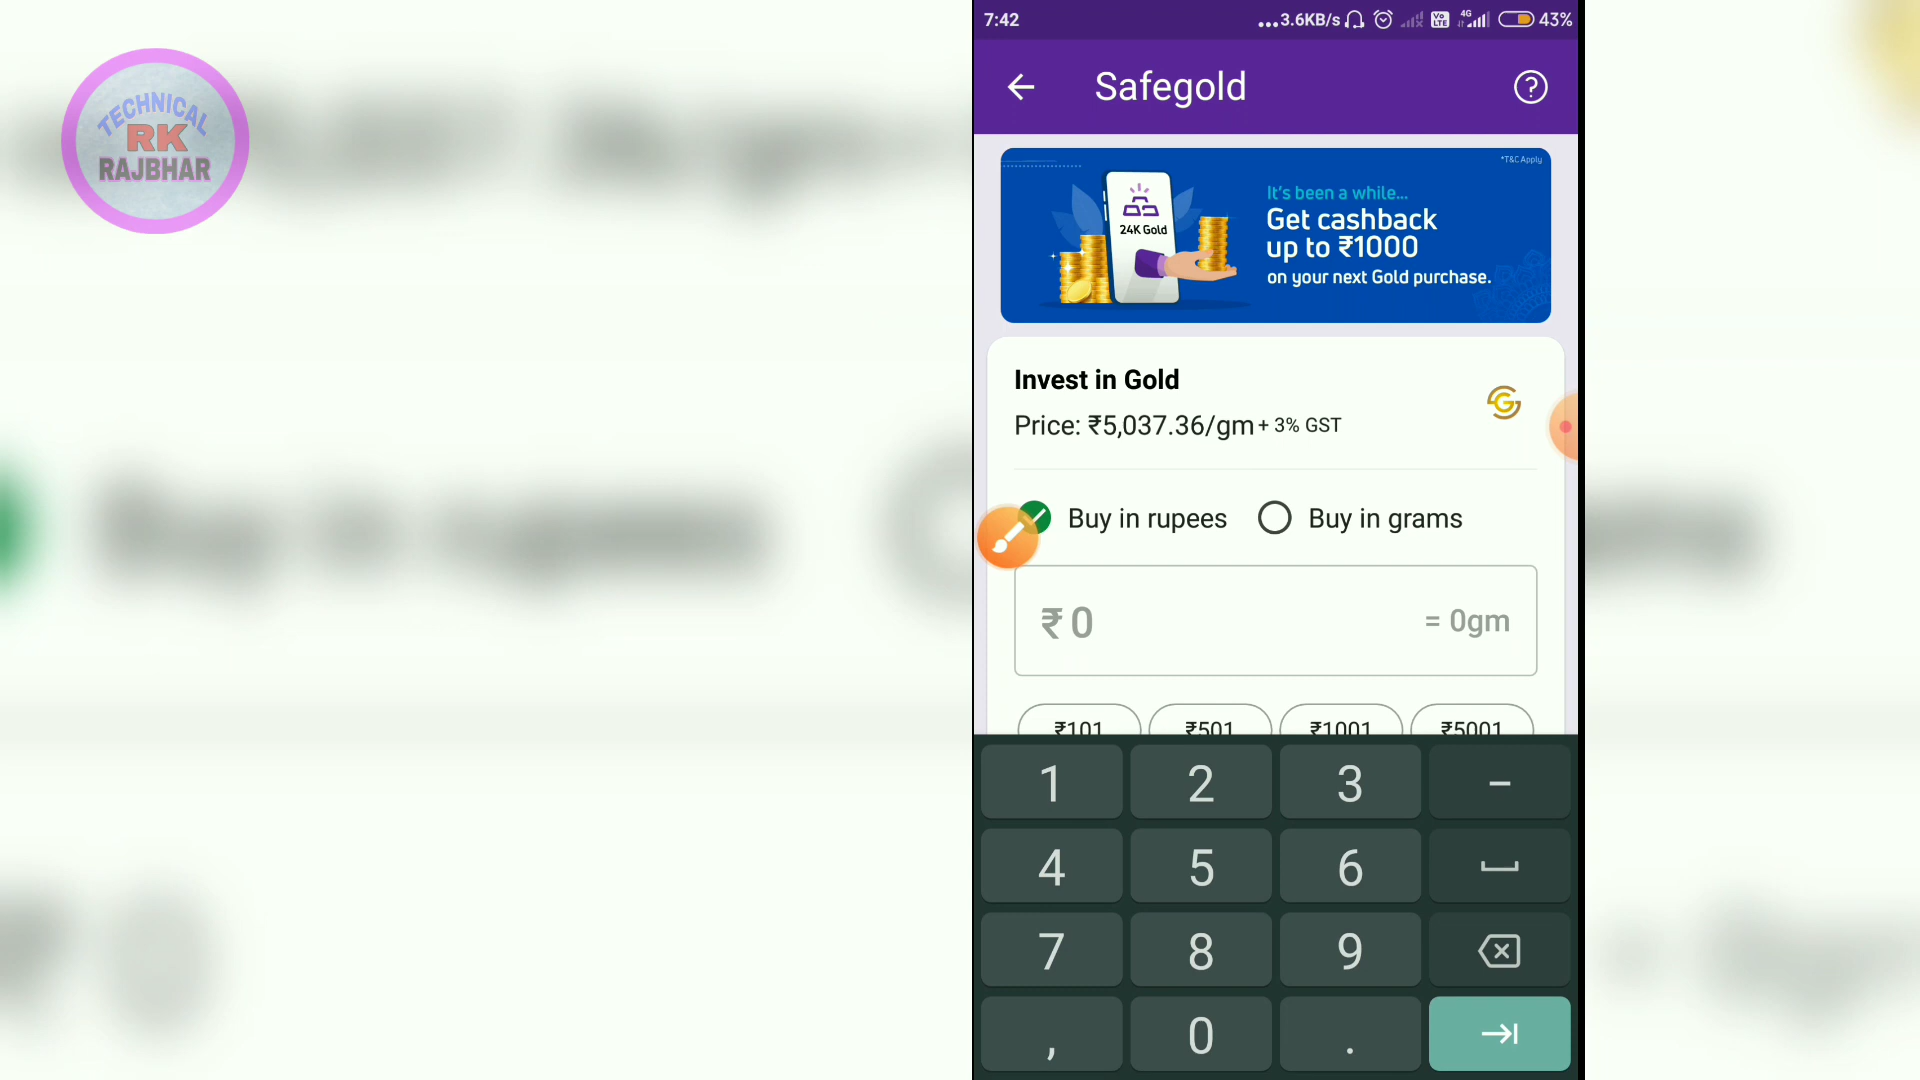 TECHNICAL
RK
RAJBHAR
7:42
...3.6KB/s
Vo
LTE
4G
43%
Safegold
*T&C Apply
24K Gold
It's been a while...
Get cashback
up to ₹1000
on your next Gold purchase.
Invest in Gold
Price: ₹5,037.36/gm + 3% GST
Buy in rupees
Buy in grams
₹0
= 0gm
₹101
₹501
₹1001
₹5001
1 2 3 -
4 5 6
7 8 9
, 0 .